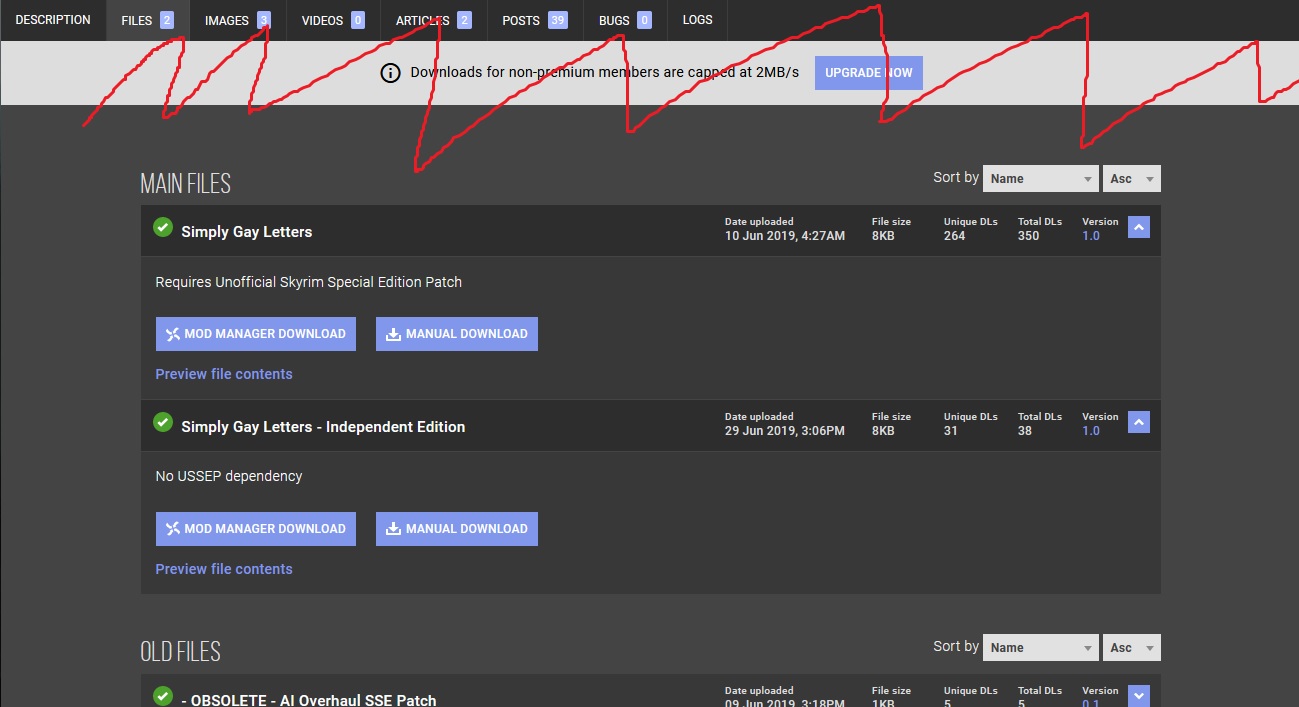 DESCRIPTION FILES 2 IMAGES 3 VIDEOS 0 ARTICLES 2 POSTS 39 BUGS 0 LOGS
Downloads for non-premium members are capped at 2MB/s UPGRADE NOW
MAIN FILES Sort by Name Asc
Simply Gay Letters
Date uploaded File size Unique DLs Total DLs Version
10 Jun 2019, 4:27AM 8KB 264 350 1.0
Requires Unofficial Skyrim Special Edition Patch
MOD MANAGER DOWNLOAD MANUAL DOWNLOAD
Preview file contents
Simply Gay Letters - Independent Edition
Date uploaded File size Unique DLs Total DLs Version
29 Jun 2019, 3:06PM 8KB 31 38 1.0
No USSEP dependency
MOD MANAGER DOWNLOAD MANUAL DOWNLOAD
Preview file contents
OLD FILES Sort by Name Asc
- OBSOLETE - AI Overhaul SSE Patch
Date uploaded File size Unique DLs Total DLs Version
09 Jun 2019, 3:18PM 1KB 5 5 0.1